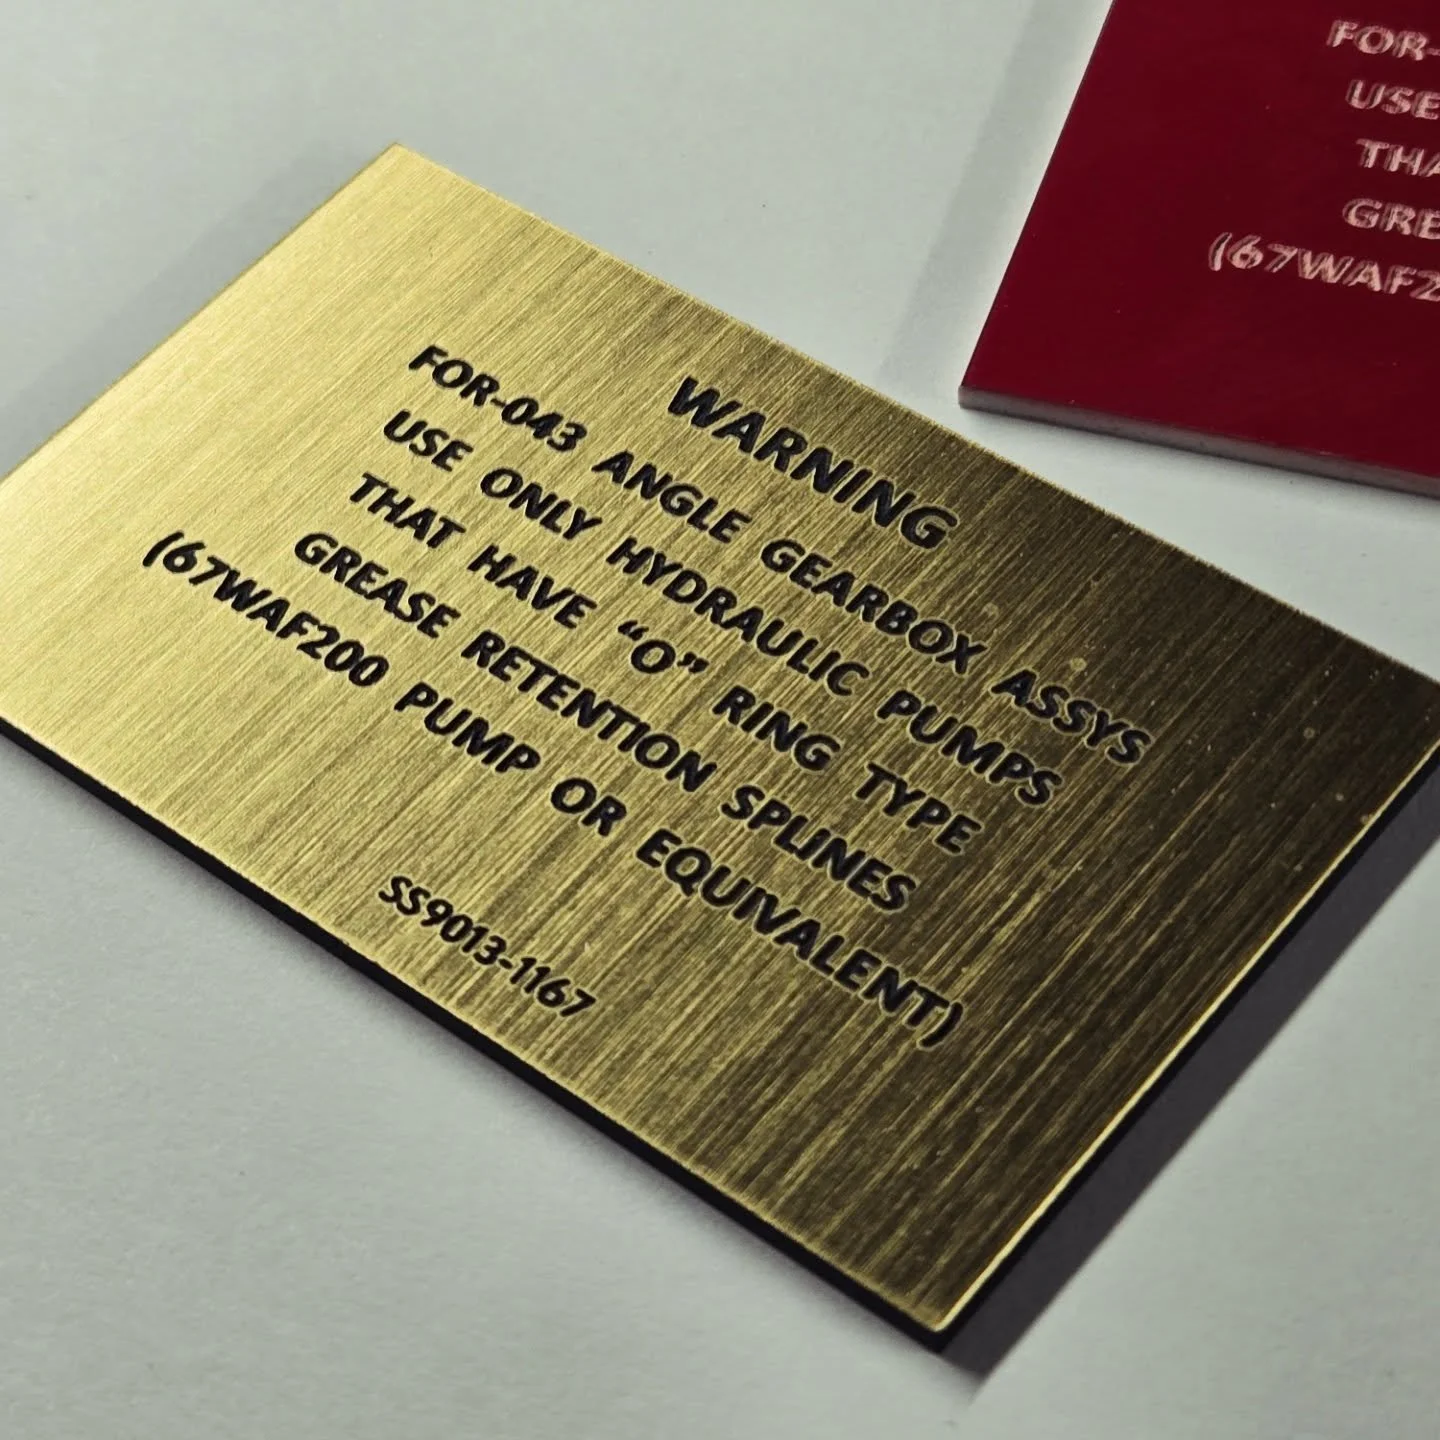 WARNING
FOR-043 ANGLE GEARBOX ASSYS
USE ONLY HYDRAULIC PUMPS
THAT HAVE “O” RING TYPE
GREASE RETENTION SPLINES
(67WAF200 PUMP OR EQUIVALENT)
SS9013-1167
FOR-
USE
THA
GRE
(67WAF2